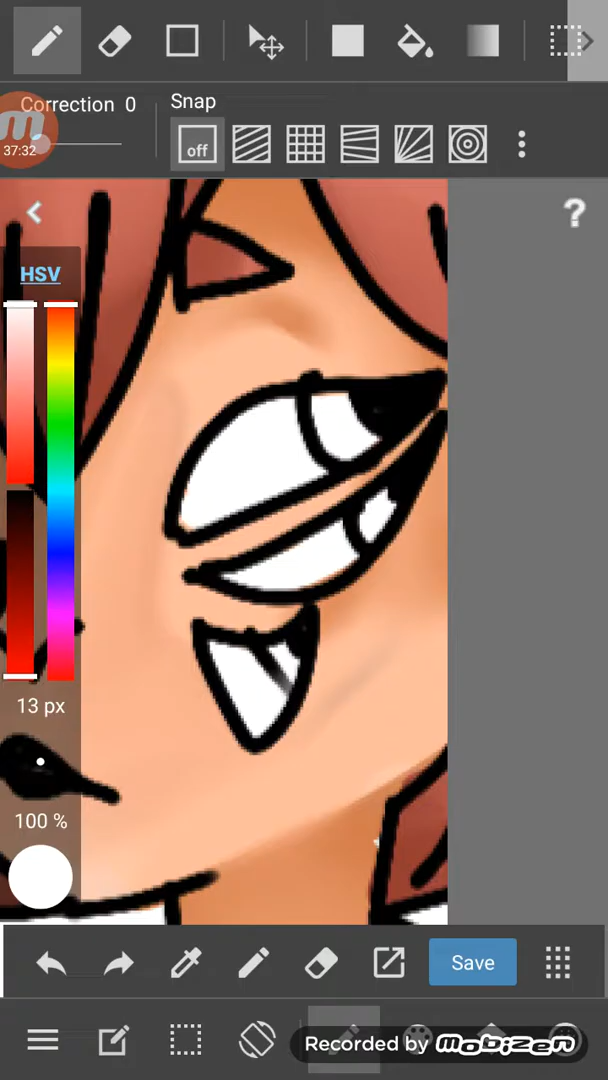 Correction 0
Snap
37:32
off
?
HSV
13 px
100 %
Save
Recorded by mobizen